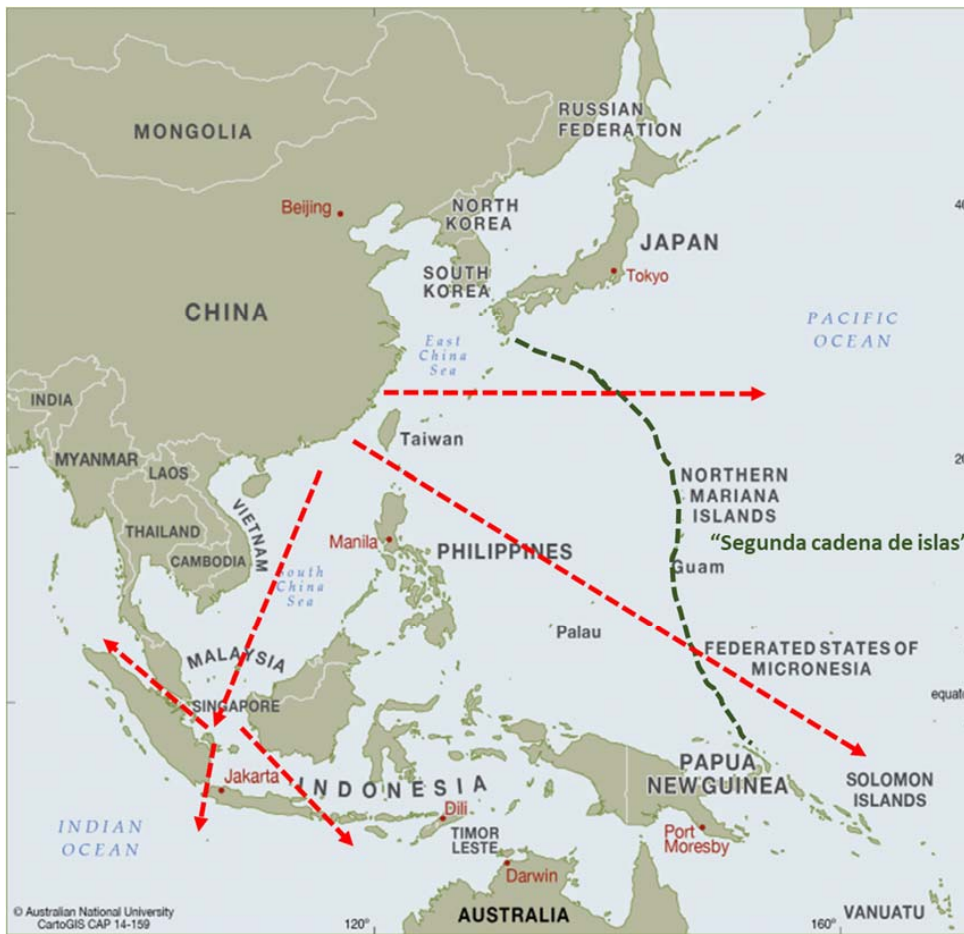 RUSSIAN
FEDERATION
MONGOLIA
Beijing
NORTH
KOREA
40
JAPAN
SOUTH
KOREA
Tokyo
CHINA
PACIFIC
OCEAN
East
China
Sea
INDIA
Taiwan
MYANMAR
LAOS
20
VIETNAM
NORTHERN
MARIANA
ISLANDS
THAILAND
Manila
PHILIPPINES
“Segunda cadena de islas”
CAMBODIA
Guam
South
China
Sea
Palau
MALAYSIA
FEDERATED STATES OF
MICRONESIA
SINGAPORE
equato
PAPUA
NEW GUINEA
Jakarta
INDONESIA
SOLOMON
ISLANDS
Dili
INDIAN
OCEAN
TIMOR
LESTE
Port
Moresby
Darwin
© Australian National University
CartoGIS CAP 14-159
120°
AUSTRALIA
160°
VANUATU